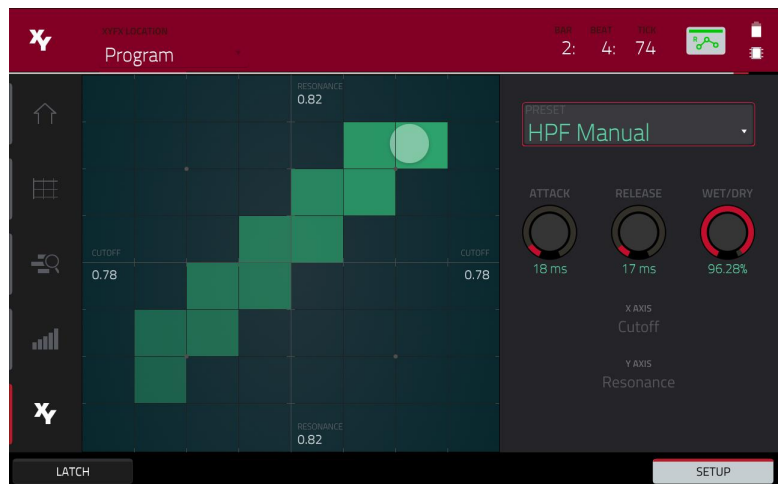 XY
XYFX LOCATION
Program
BAR BEAT TICK
2: 4: 74
R
RESONANCE
0.82
CUTOFF
0.78
CUTOFF
0.78
RESONANCE
0.82
PRESET
HPF Manual
ATTACK RELEASE WET/DRY
18 ms 17 ms 96.28%
X AXIS
Cutoff
Y AXIS
Resonance
XY
LATCH
SETUP